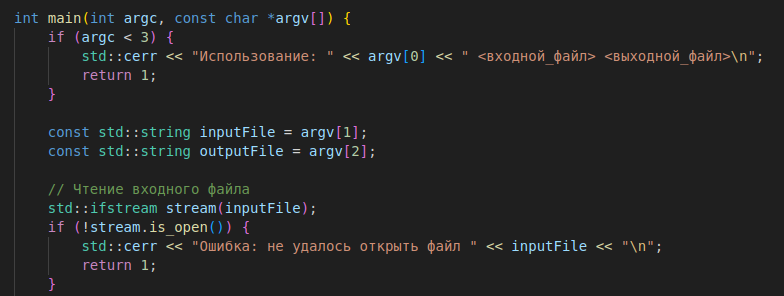 int main(int argc, const char *argv[]) {
    if (argc < 3) {
        std::cerr << "Использование: " << argv[0] << " <входной_файл> <выходной_файл>\n";
        return 1;
    }

    const std::string inputFile = argv[1];
    const std::string outputFile = argv[2];

    // Чтение входного файла
    std::ifstream stream(inputFile);
    if (!stream.is_open()) {
        std::cerr << "Ошибка: не удалось открыть файл " << inputFile << "\n";
        return 1;
    }